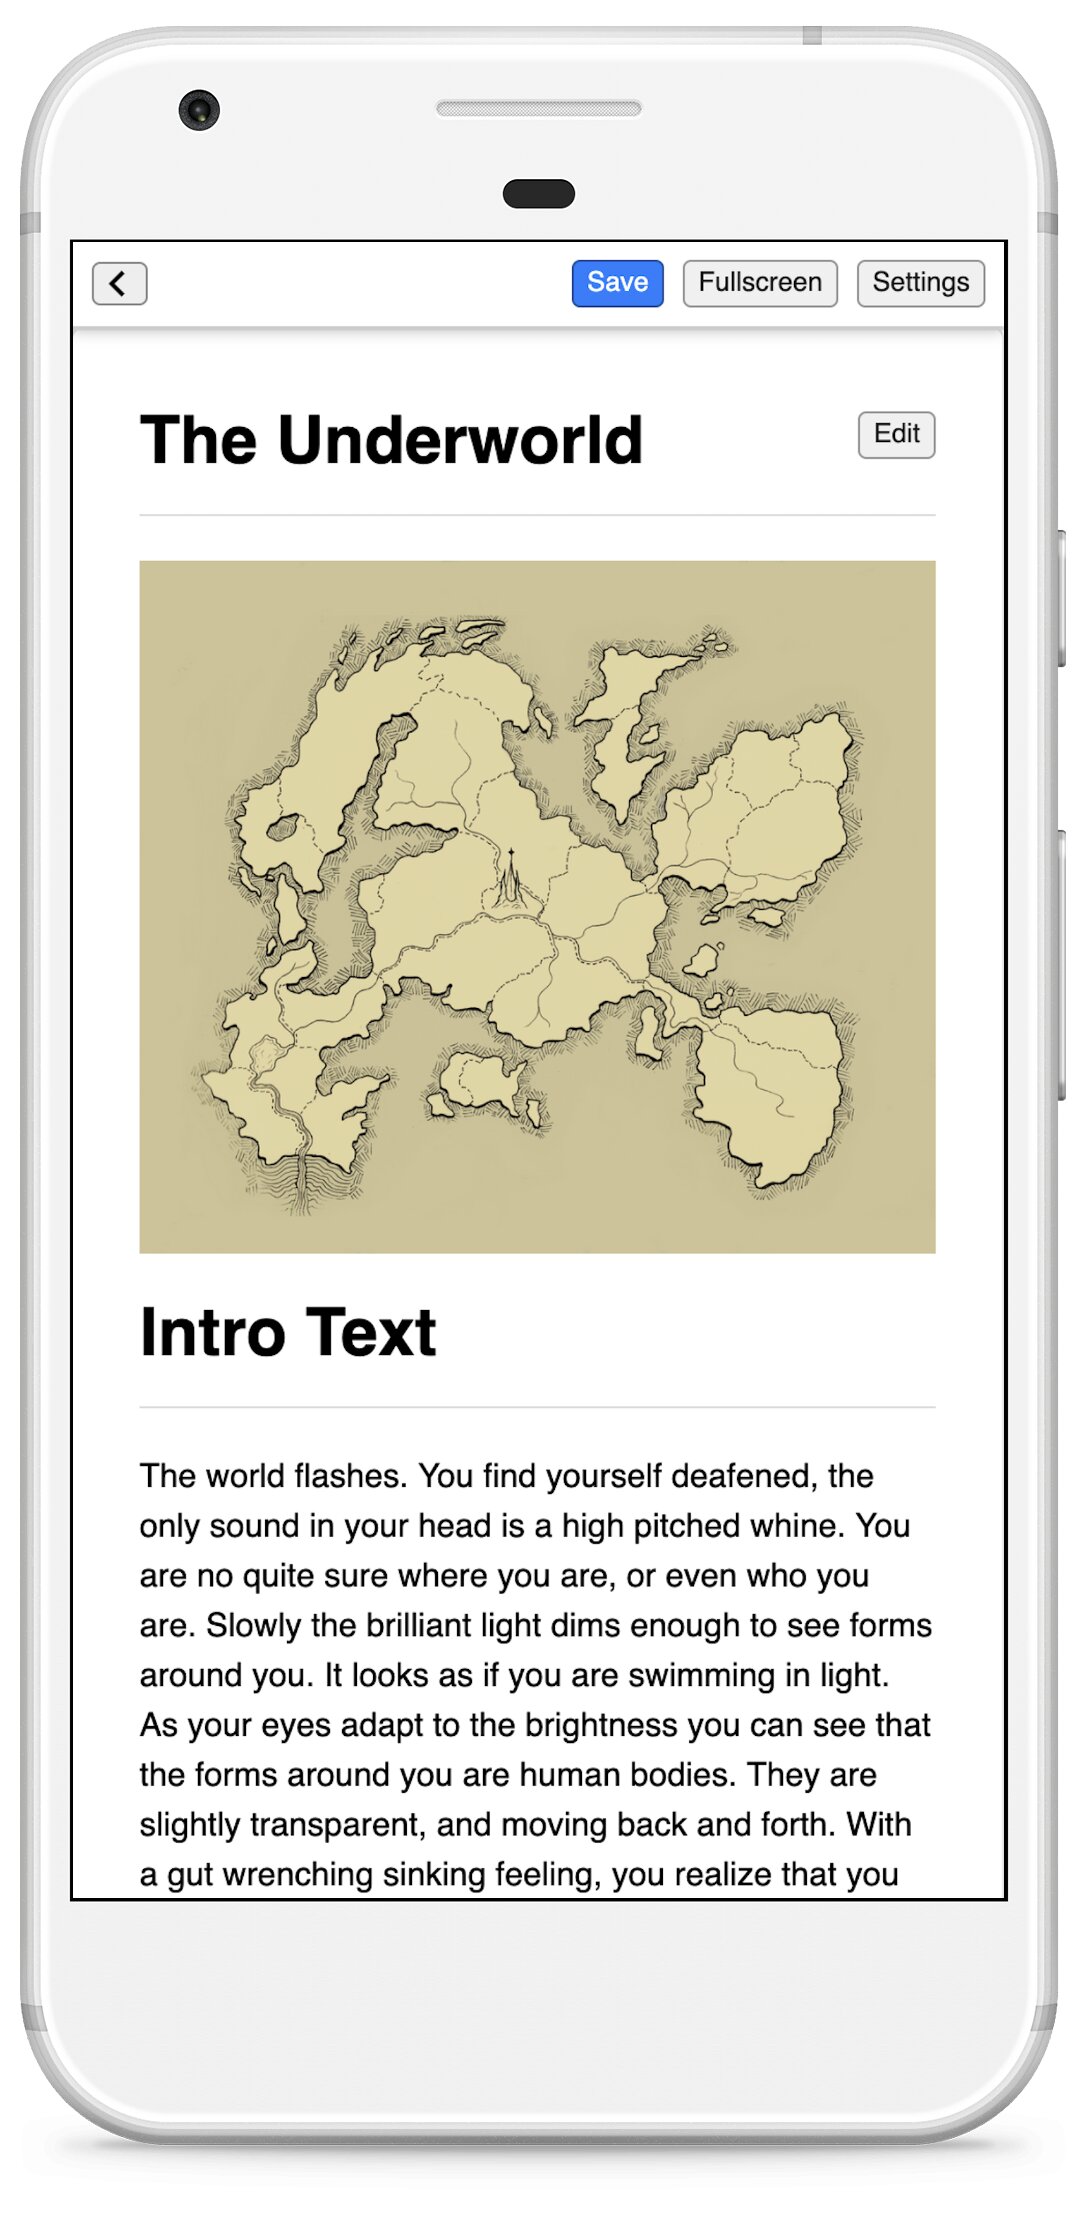 Save Fullscreen Settings
The Underworld Edit
Intro Text
The world flashes. You find yourself deafened, the
only sound in your head is a high pitched whine. You
are no quite sure where you are, or even who you
are. Slowly the brilliant light dims enough to see forms
around you. It looks as if you are swimming in light.
As your eyes adapt to the brightness you can see that
the forms around you are human bodies. They are
slightly transparent, and moving back and forth. With
a gut wrenching sinking feeling, you realize that you